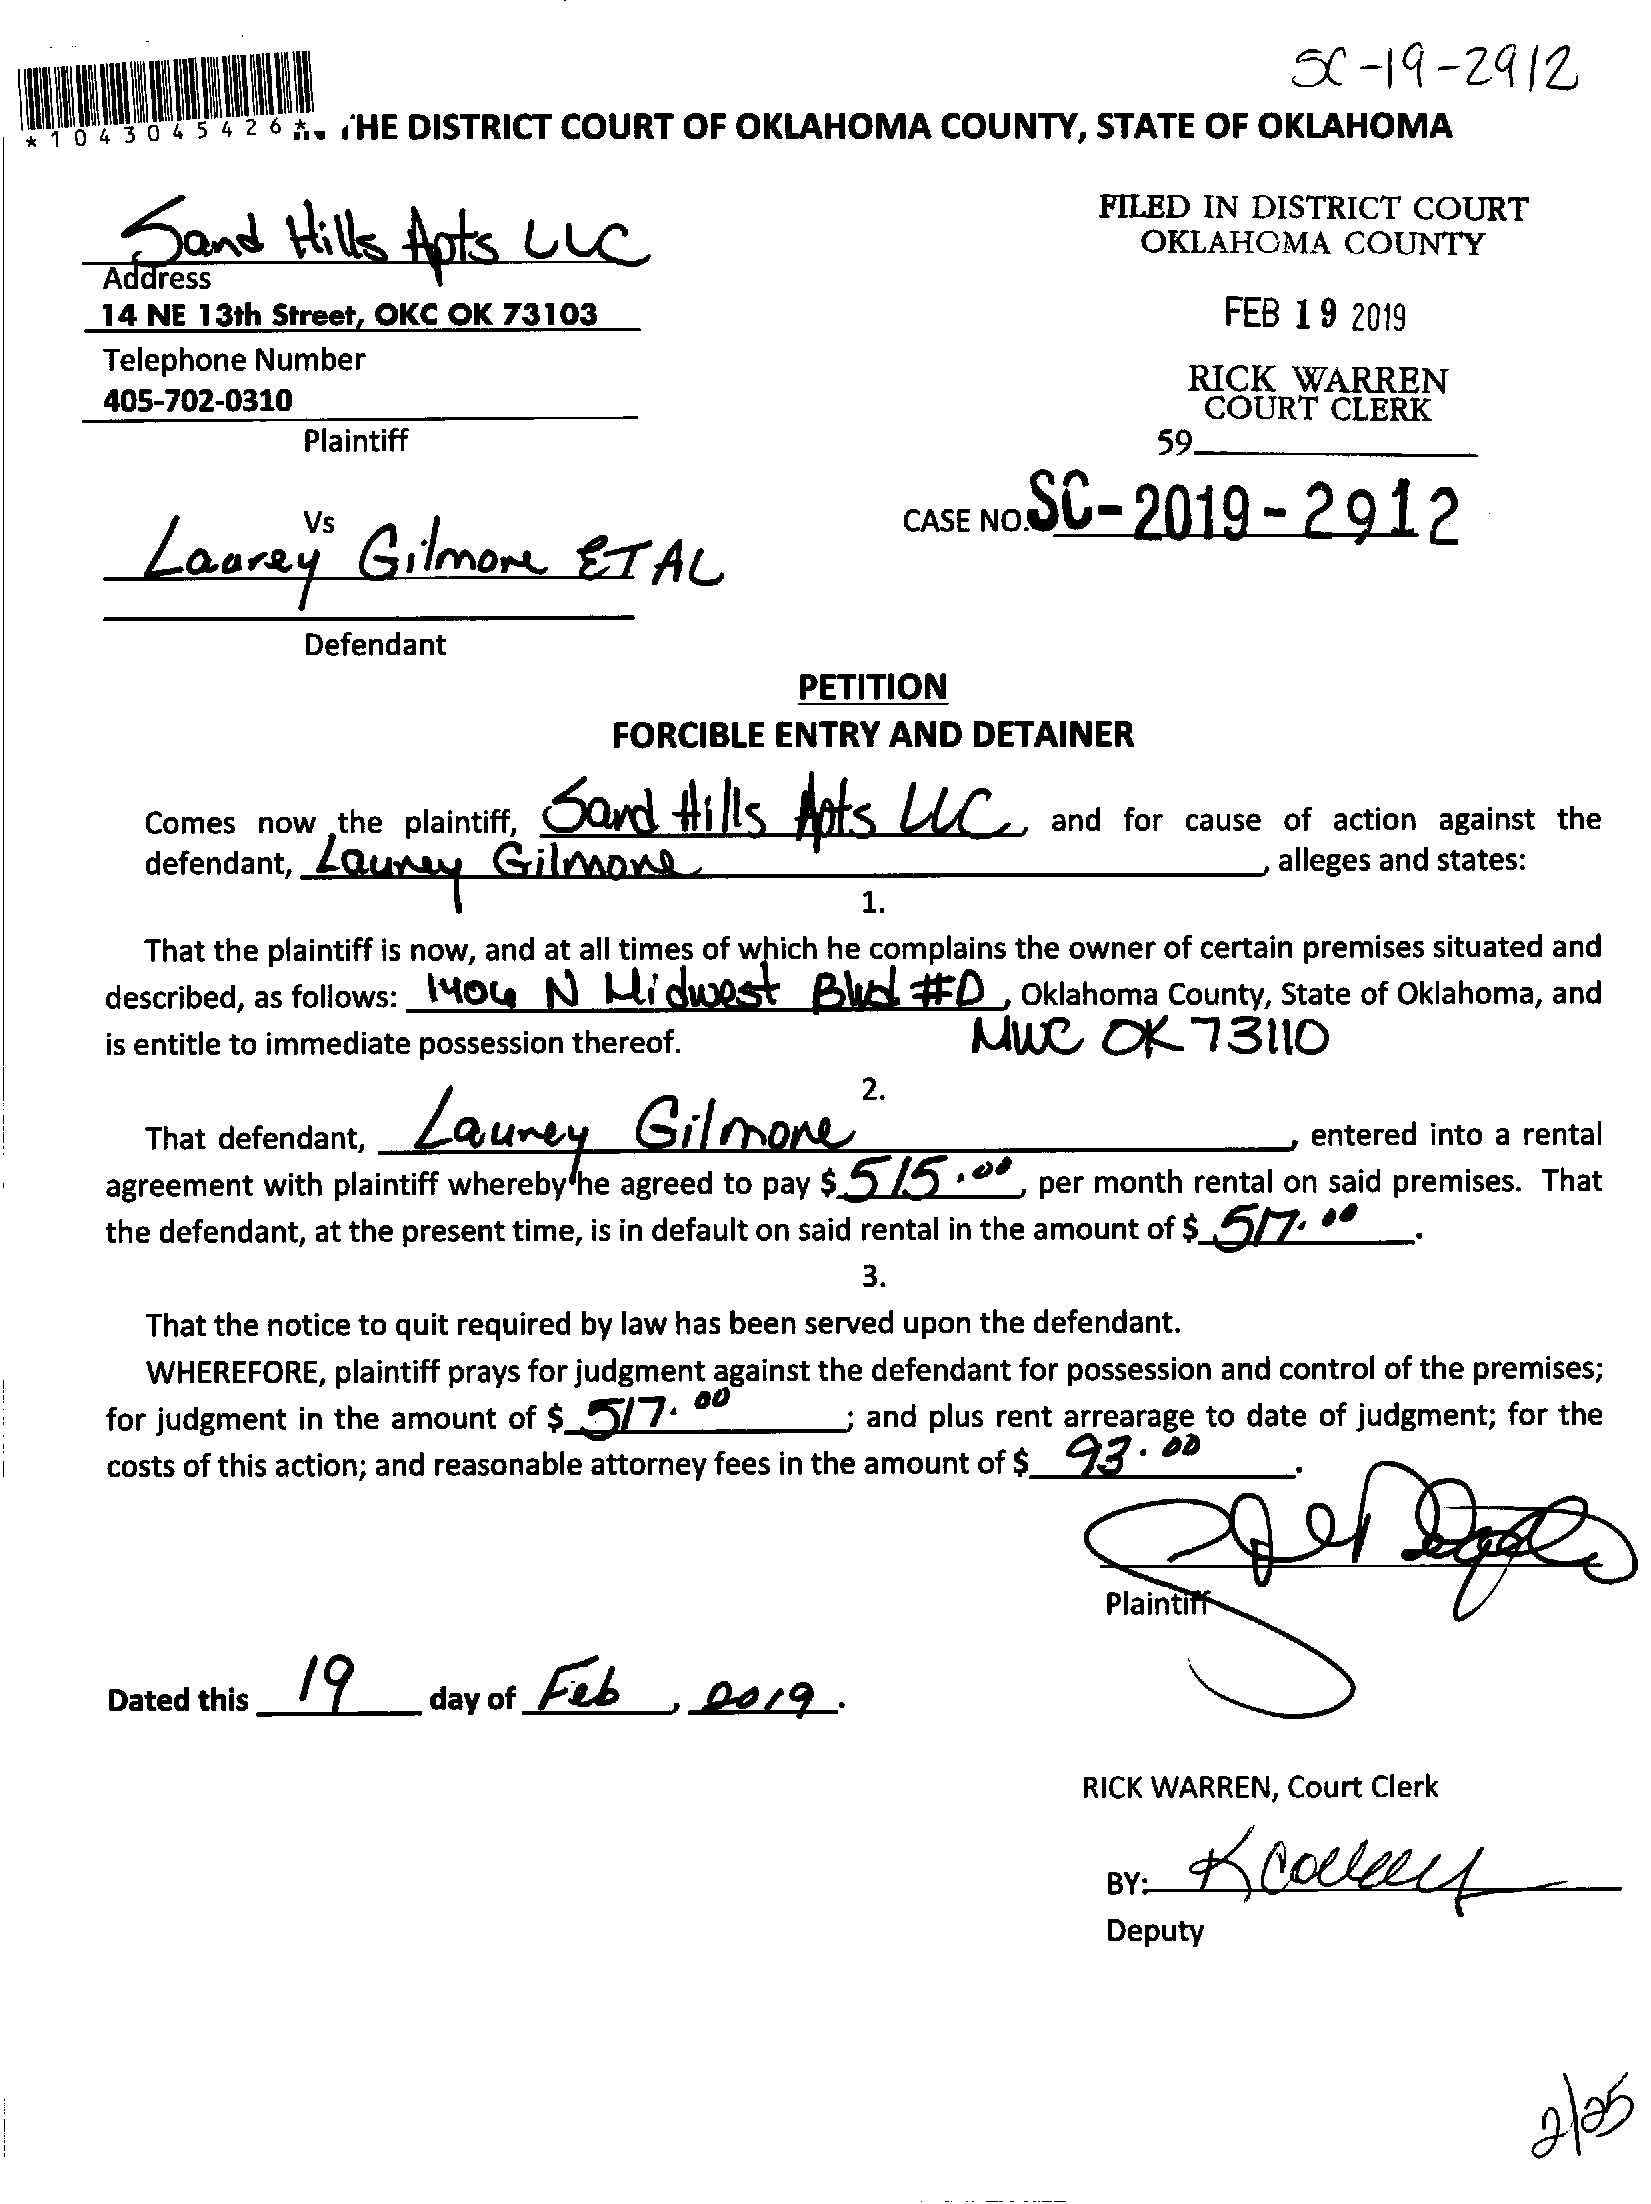 SC-19-2912
*1043045426*
THE DISTRICT COURT OF OKLAHOMA COUNTY, STATE OF OKLAHOMA
Sand Hills Apts LLC
Address
14 NE 13th Street, OKC OK 73103
Telephone Number
405-702-0310
Plaintiff
FILED IN DISTRICT COURT
OKLAHOMA COUNTY
FEB 19 2019
RICK WARREN
COURT CLERK
59
CASE NO. SC-2019-2912
Vs
Laurey Gilmore ET AL
Defendant
PETITION
FORCIBLE ENTRY AND DETAINER
Comes now the plaintiff, Sand Hills Apts LLC, and for cause of action against the
defendant, Laurey Gilmore, alleges and states:
1.
That the plaintiff is now, and at all times of which he complains the owner of certain premises situated and
described, as follows: N Midwest Blvd #D, Oklahoma County, State of Oklahoma, and
is entitle to immediate possession thereof. MWC OK 73110
2.
That defendant, Laurey Gilmore, entered into a rental
agreement with plaintiff whereby he agreed to pay $ 515.00, per month rental on said premises. That
the defendant, at the present time, is in default on said rental in the amount of $ 517.00.
3.
That the notice to quit required by law has been served upon the defendant.
WHEREFORE, plaintiff prays for judgment against the defendant for possession and control of the premises;
for judgment in the amount of $ 517.00; and plus rent arrearage to date of judgment; for the
costs of this action; and reasonable attorney fees in the amount of $ 93.00.
Plaintiff
Dated this 19 day of Feb, 2019.
RICK WARREN, Court Clerk
BY:
Deputy
2/25